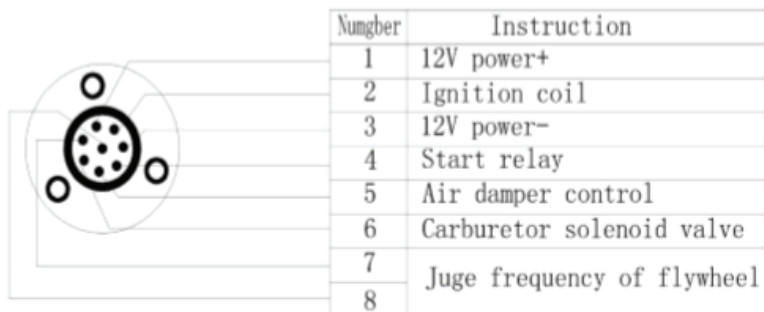 Numgber Instruction
1 12V power+
2 Ignition coil
3 12V power-
4 Start relay
5 Air damper control
6 Carburetor solenoid valve
7
Juge frequency of flywheel
8